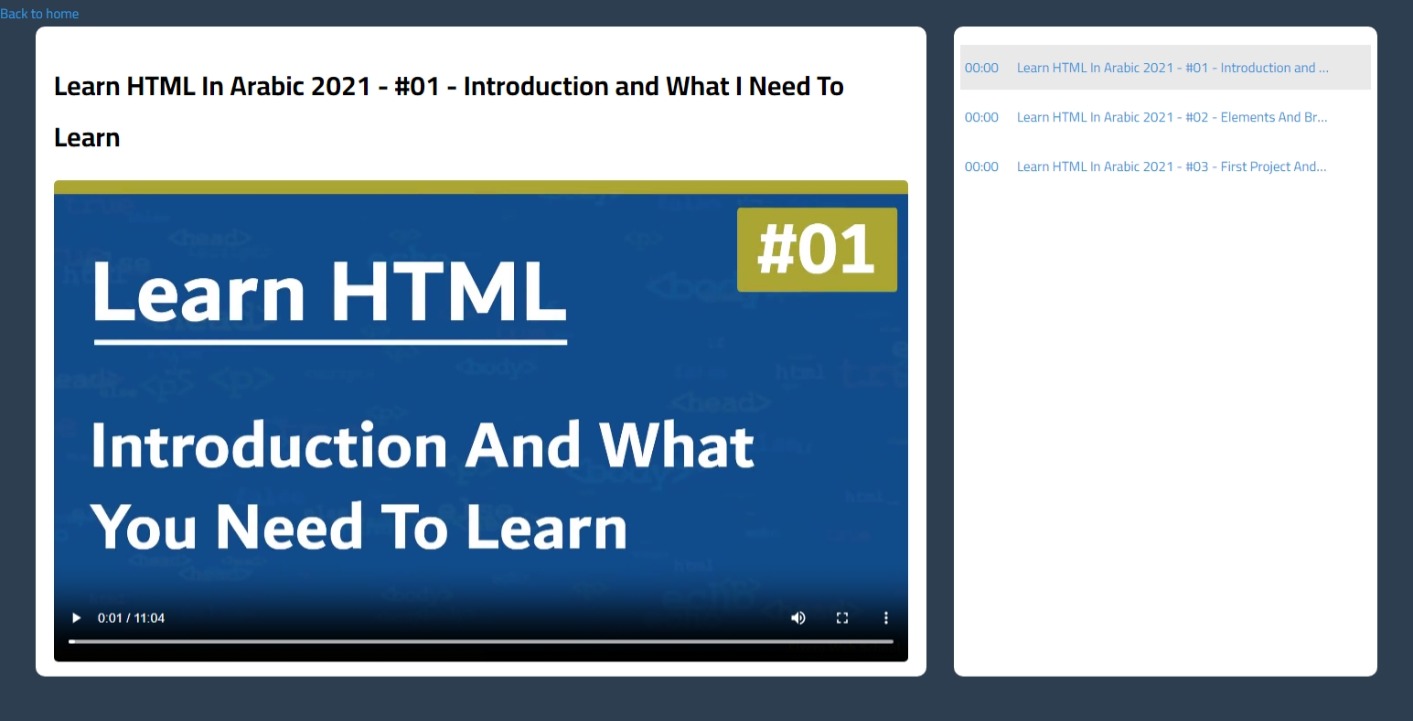 Back to home
Learn HTML In Arabic 2021 - #01 - Introduction and What I Need To
Learn
#01
Learn HTML
Introduction And What
You Need To Learn
0:01 / 11:04
00:00 Learn HTML In Arabic 2021 - #01 - Introduction and ...
00:00 Learn HTML In Arabic 2021 - #02 - Elements And Br...
00:00 Learn HTML In Arabic 2021 - #03 - First Project And...